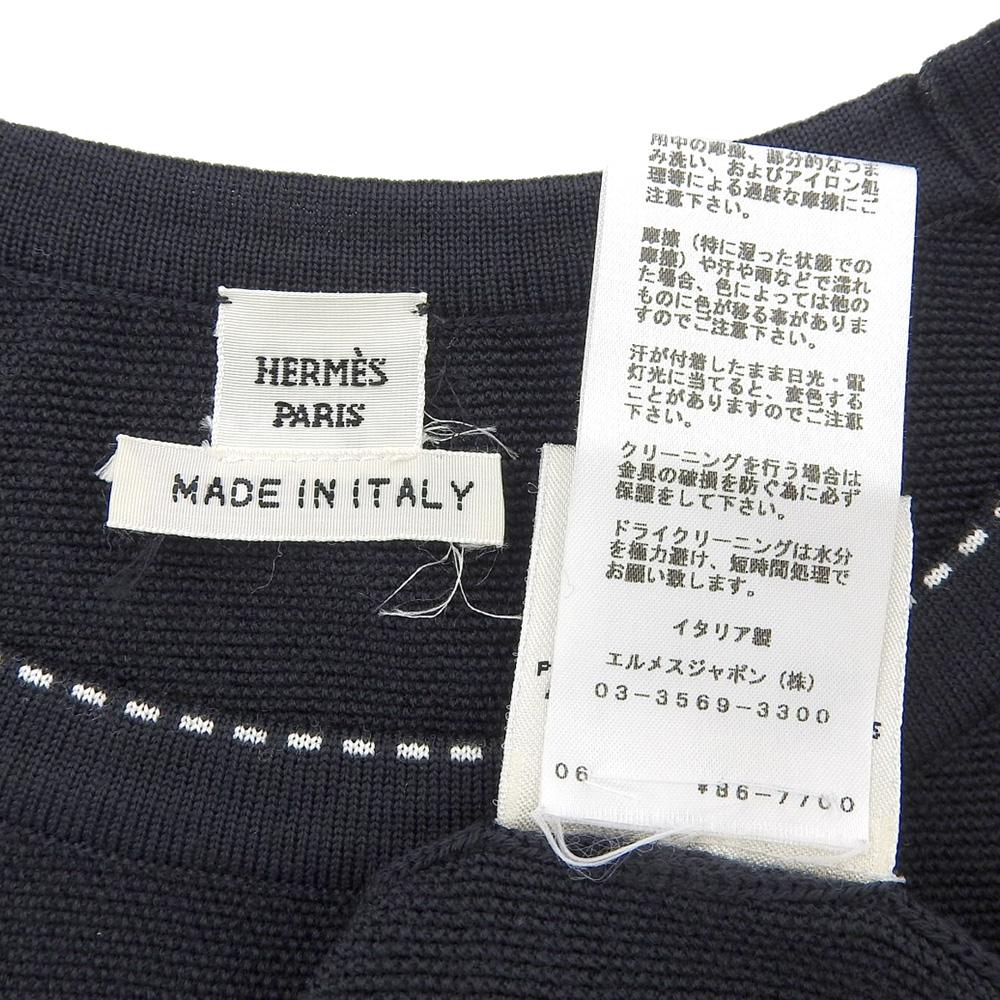 HERMÈS
PARIS
MADE IN ITALY
用中の摩擦、部分的なつま
み洗い、およびアイロン処
理等による過度な摩擦にご
注意下さい。
摩擦（特に湿った状態での
摩擦）や汗や雨などで濡れ
た場合、色によっては他の
ものに色が移る事がありま
すのでご注意下さい。
汗が付着したまま日光・電
灯光に当てると、変色する
ことがありますのでご注意
下さい。
クリーニングを行う場合は
金具の破損を防ぐ為に必ず
保護をして下さい。
ドライクリーニングは水分
を極力避け、短時間処理で
お願い致します。
イタリア製
エルメスジャポン（株）
03-3569-3300
06